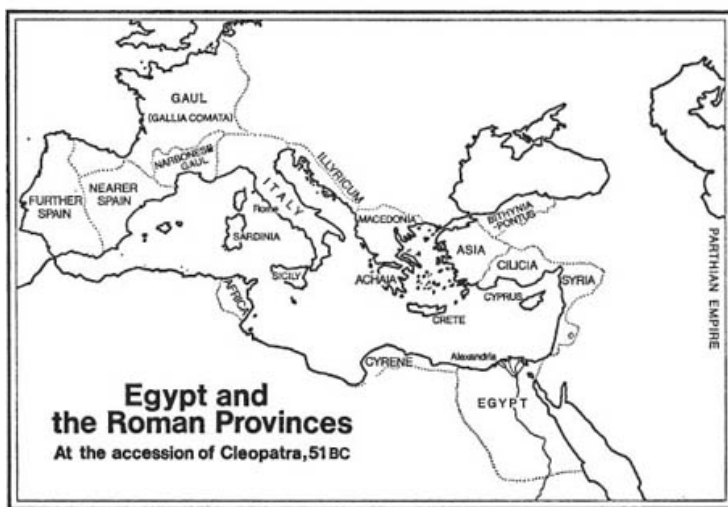 GAUL
(GALLIA COMATA)
NARBONESE
GAUL
NEARER
SPAIN
FURTHER
SPAIN
ITALY
Rome
SARDINIA
SICILY
AFRICA
ILLYRICUM
MACEDONIA
ACHAIA
CRETE
BITHYNIA
-PONTUS
ASIA
CILICIA
CYPRUS
SYRIA
PARTHIAN EMPIRE
CYRENE
Alexandria
EGYPT
Egypt and
the Roman Provinces
At the accession of Cleopatra, 51 BC